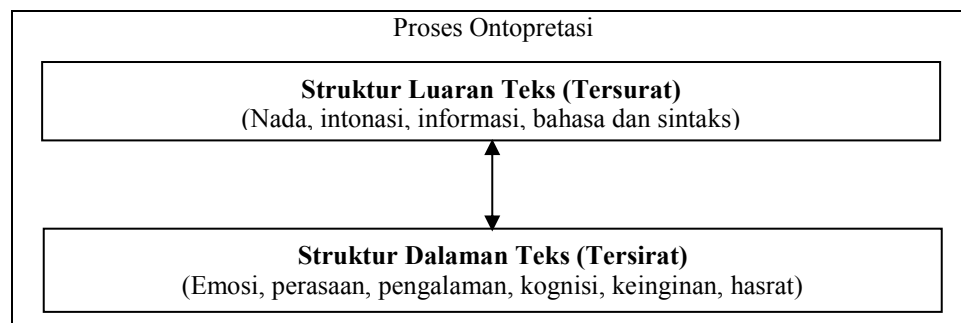 Proses Ontopretasi
Struktur Luaran Teks (Tersurat)
(Nada, intonasi, informasi, bahasa dan sintaks)
Struktur Dalaman Teks (Tersirat)
(Emosi, perasaan, pengalaman, kognisi, keinginan, hasrat)